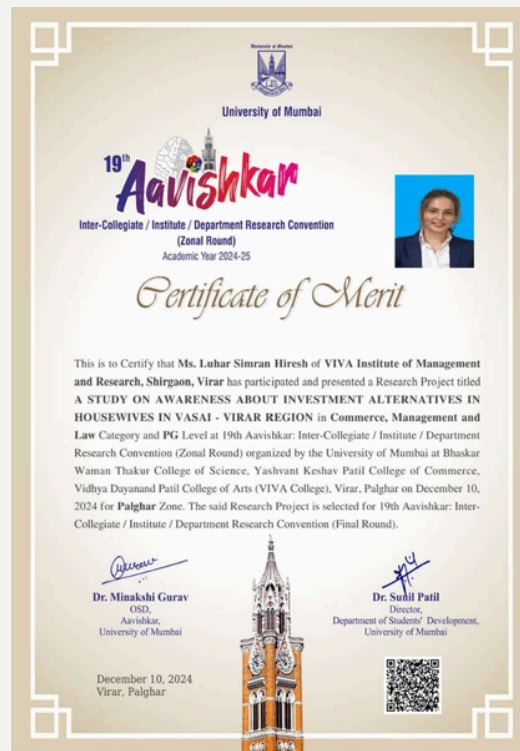 University of Mumbai
University of Mumbai
19th
Aavishkar
Inter-Collegiate / Institute / Department Research Convention
(Zonal Round)
Academic Year 2024-25
Certificate of Merit
This is to Certify that Ms. Luhar Simran Hiresh of VIVA Institute of Management
and Research, Shirgaon, Virar has participated and presented a Research Project titled
A STUDY ON AWARENESS ABOUT INVESTMENT ALTERNATIVES IN
HOUSEWIVES IN VASAI - VIRAR REGION in Commerce, Management and
Law Category and PG Level at 19th Aavishkar: Inter-Collegiate / Institute / Department
Research Convention (Zonal Round) organized by the University of Mumbai at Bhaskar
Waman Thakur College of Science, Yashvant Keshav Patil College of Commerce,
Vidhya Dayanand Patil College of Arts (VIVA College), Virar, Palghar on December 10,
2024 for Palghar Zone. The said Research Project is selected for 19th Aavishkar: Inter-
Collegiate / Institute / Department Research Convention (Final Round).
Dr. Minakshi Gurav
OSD,
Aavishkar,
University of Mumbai
Dr. Sunil Patil
Director,
Department of Students' Development,
University of Mumbai
December 10, 2024
Virar, Palghar